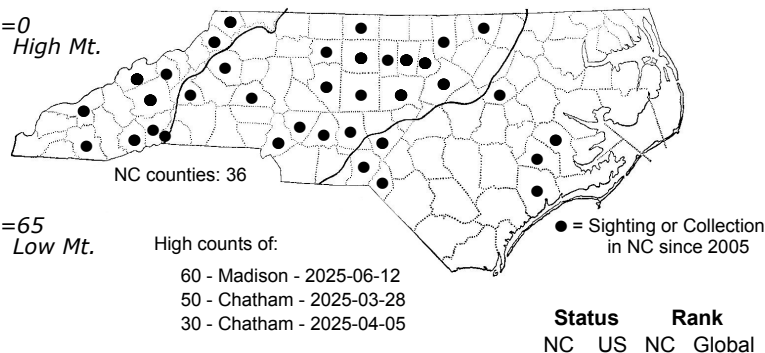 =0
High Mt.
NC counties: 36
=65
Low Mt.
High counts of:
60 - Madison - 2025-06-12
50 - Chatham - 2025-03-28
30 - Chatham - 2025-04-05
= Sighting or Collection
in NC since 2005
Status Rank
NC US NC Global